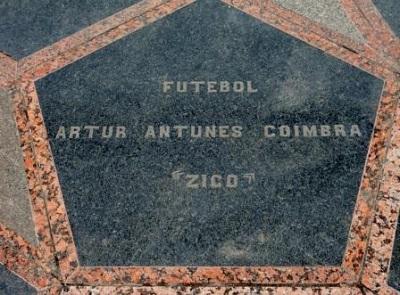 FUTEBOL
ARTUR ANTUNES COIMBRA
"ZICO"